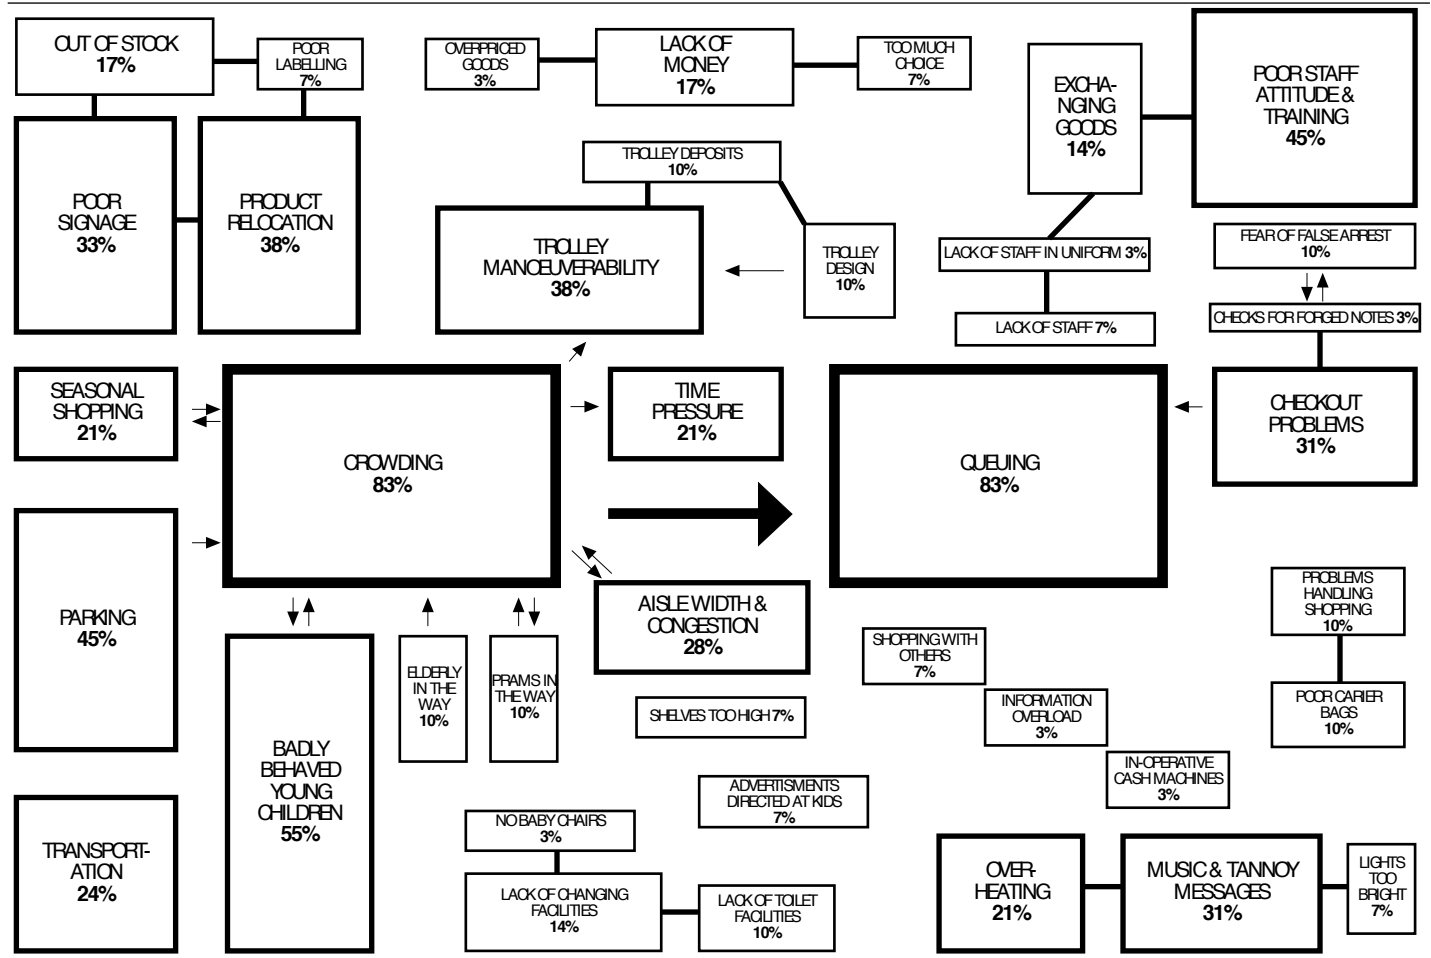 OUT OF STOCK
17%
POOR
LABELLING
7%
OVERPRICED
GOODS
3%
LACK OF
MONEY
17%
TOO MUCH
CHOICE
7%
EXCHA-
NGING
GOODS
14%
POOR STAFF
ATTITUDE &
TRAINING
45%
POOR
SIGNAGE
33%
PRODUCT
RELOCATION
38%
TROLLEY DEPOSITS
10%
TROLLEY
MANOEUVERABILITY
38%
TROLLEY
DESIGN
10%
LACK OF STAFF IN UNIFORM 3%
LACK OF STAFF 7%
FEAR OF FALSE ARREST
10%
CHECKS FOR FORGED NOTES 3%
SEASONAL
SHOPPING
21%
CROWDING
83%
TIME
PRESSURE
21%
QUEUING
83%
CHECKOUT
PROBLEMS
31%
PARKING
45%
AISLE WIDTH &
CONGESTION
28%
PROBLEMS
HANDLING
SHOPPING
10%
BADLY
BEHAVED
YOUNG
CHILDREN
55%
ELDERLY
IN THE
WAY
10%
PRAMS IN
THE WAY
10%
SHELVES TOO HIGH 7%
SHOPPING WITH
OTHERS
7%
INFORMATION
OVERLOAD
3%
IN-OPERATIVE
CASH MACHINES
3%
POOR CARIER
BAGS
10%
TRANSPORT-
ATION
24%
NO BABY CHAIRS
3%
ADVERTISMENTS
DIRECTED AT KIDS
7%
LACK OF CHANGING
FACILITIES
14%
LACK OF TOILET
FACILITIES
10%
OVER-
HEATING
21%
MUSIC & TANNOY
MESSAGES
31%
LIGHTS
TOO
BRIGHT
7%